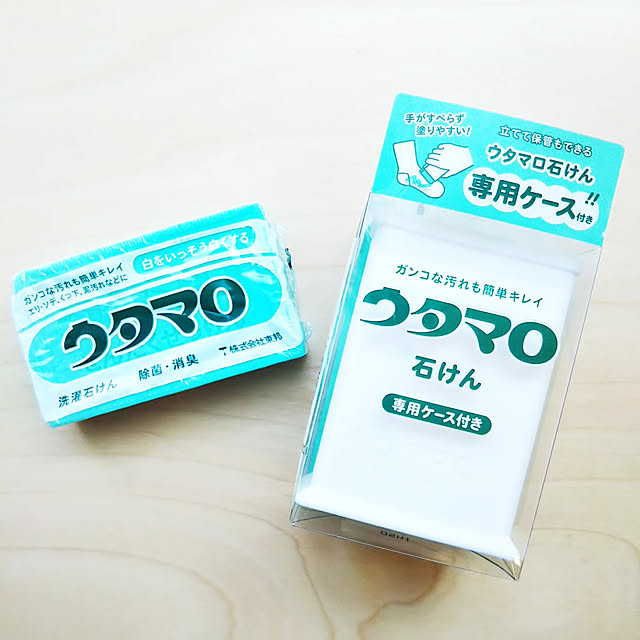 白をいっそう白くする
ガンコな汚れも簡単キレイ
エリ・ソデ、くつ下、泥汚れなどに
ウタマロ
洗濯石けん
除菌・消臭
株式会社東邦
手がすべらず
塗りやすい!
立てて保管もできる
ウタマロ石けん
専用ケース付き!!
ガンコな汚れも簡単キレイ
ウタマロ
石けん
専用ケース付き